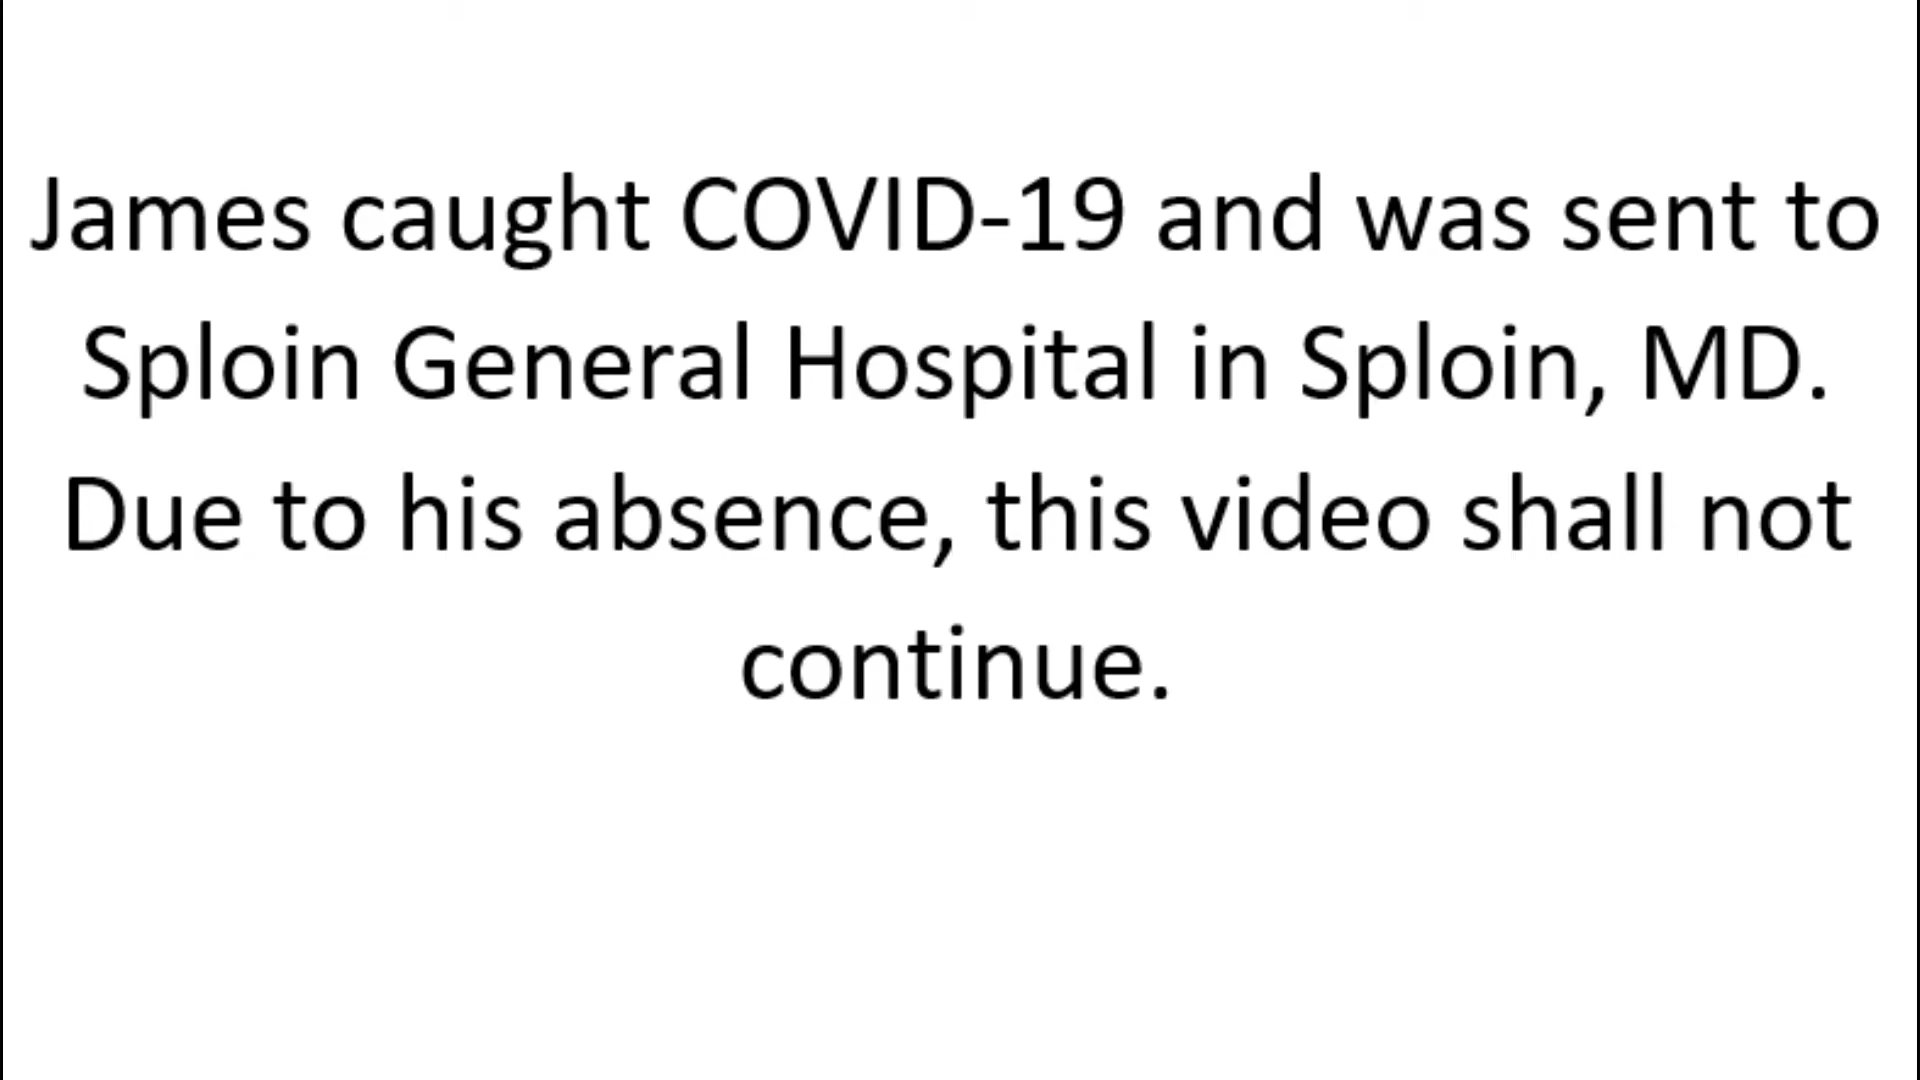 James caught COVID-19 and was sent to
Sploin General Hospital in Sploin, MD.
Due to his absence, this video shall not
continue.